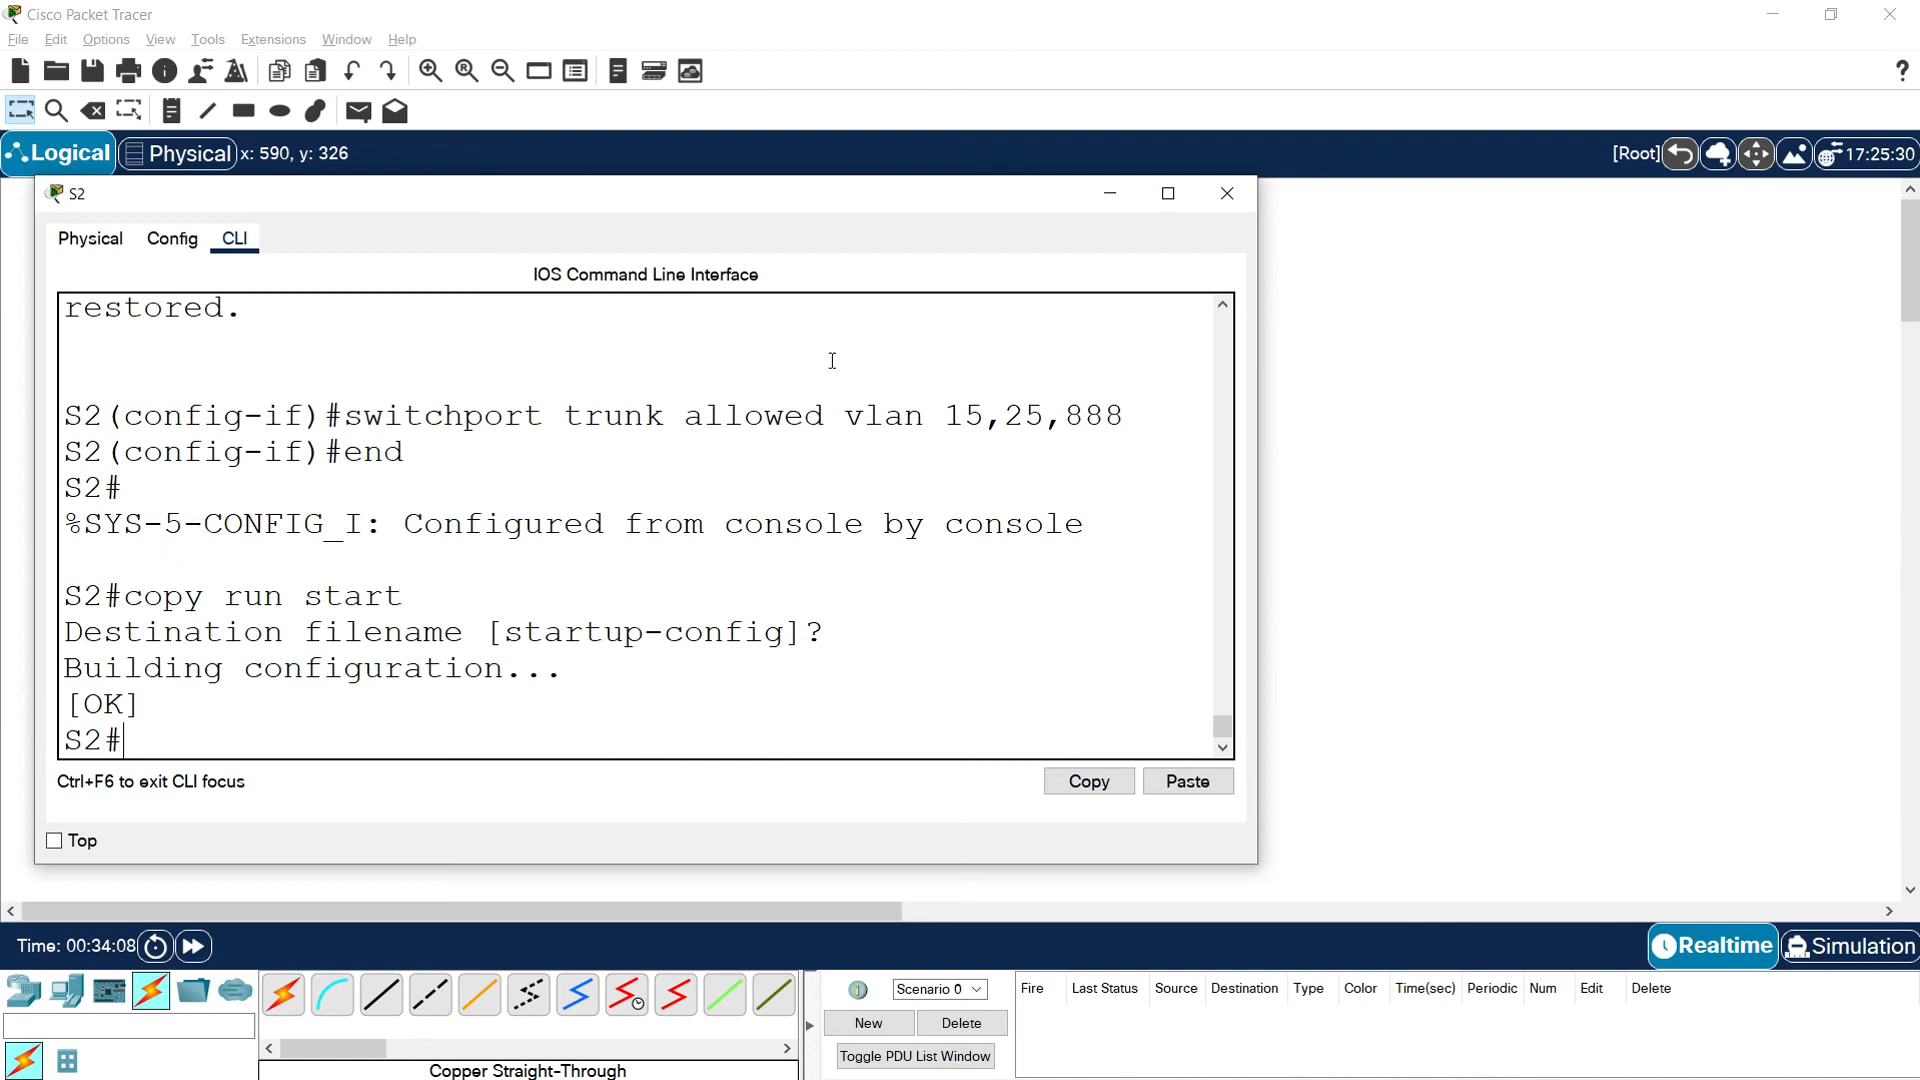 Cisco Packet Tracer
File Edit Options View Tools Extensions Window Help
?
Logical Physical x: 590, y: 326 [Root] 17:25:30
S2
Physical Config CLI
IOS Command Line Interface
restored.
S2(config-if)#switchport trunk allowed vlan 15,25,888
S2(config-if)#end
S2#
%SYS-5-CONFIG_I: Configured from console by console
S2#copy run start
Destination filename [startup-config]?
Building configuration...
[OK]
S2#
Ctrl+F6 to exit CLI focus Copy Paste
Top
Time: 00:34:08 Realtime Simulation
Scenario 0 Fire Last Status Source Destination Type Color Time(sec) Periodic Num Edit Delete
New Delete
Toggle PDU List Window
Copper Straight-Through